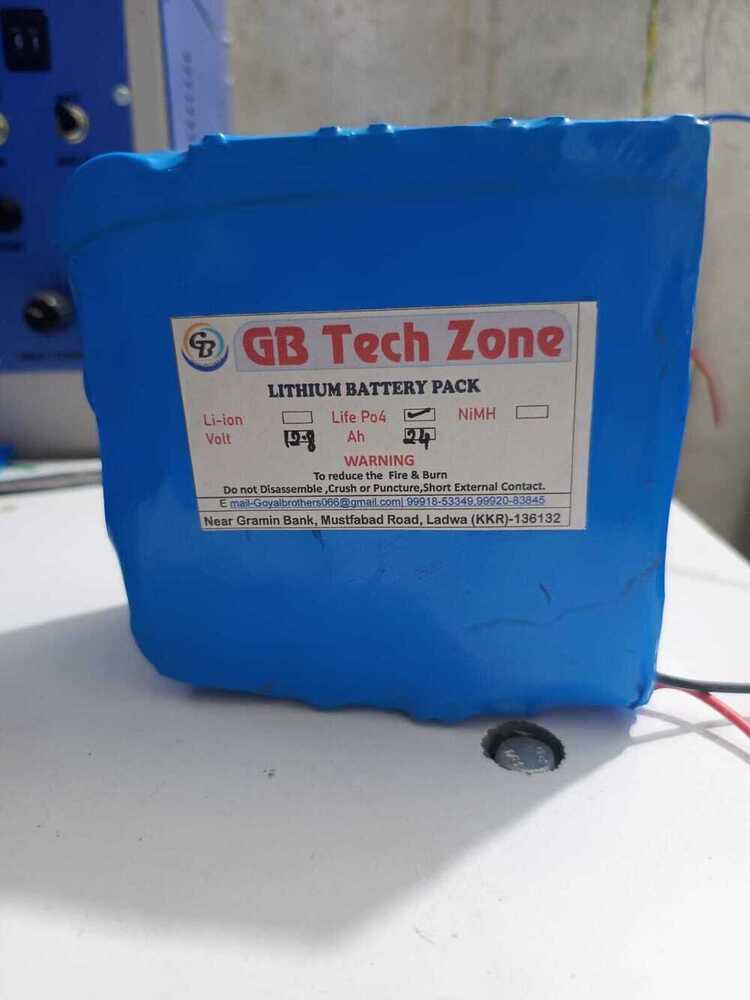 GB GB Tech Zone
LITHIUM BATTERY PACK
Li-ion Life Po4 ✓ NiMH
Volt 12.8 Ah 24
WARNING
To reduce the Fire & Burn
Do not Disassemble ,Crush or Puncture,Short External Contact.
E mail-Goyalbrothers066@gmail.com| 99918-53349,99920-83845
Near Gramin Bank, Mustfabad Road, Ladwa (KKR)-136132